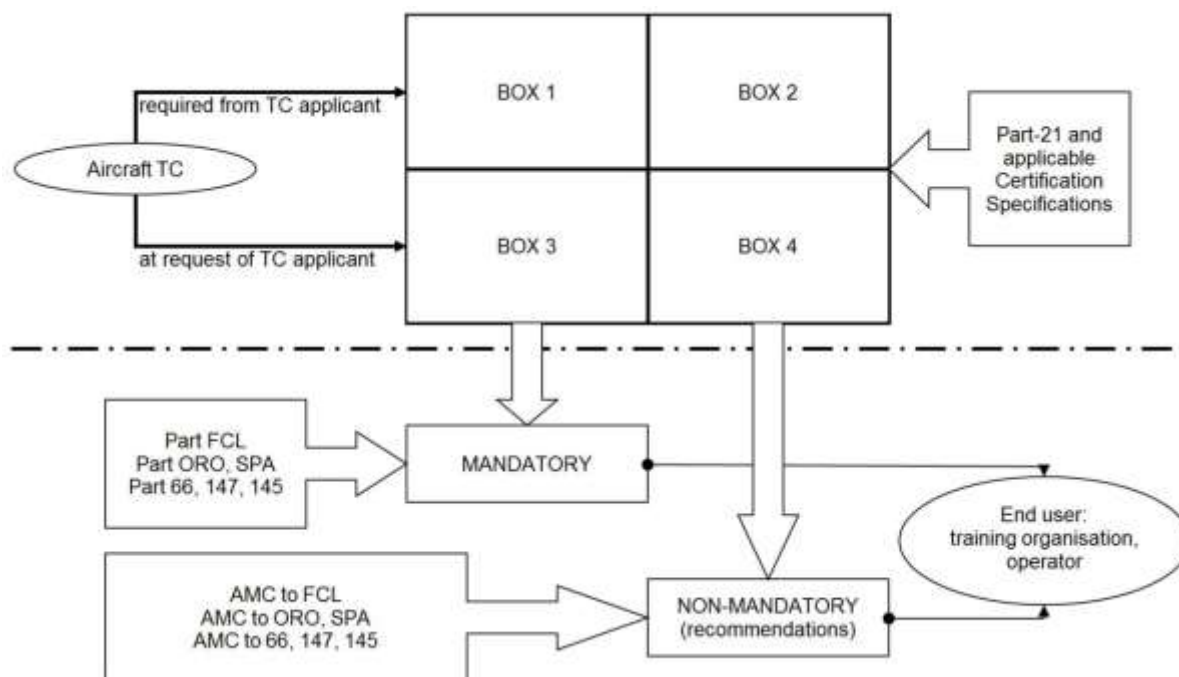 BOX 1
BOX 2
required from TC applicant
Aircraft TC
Part-21 and
applicable
Certification
Specifications
BOX 3
BOX 4
at request of TC applicant
Part FCL
Part ORO, SPA
Part 66, 147, 145
MANDATORY
End user:
training organisation,
operator
AMC to FCL
AMC to ORO, SPA
AMC to 66, 147, 145
NON-MANDATORY
(recommendations)